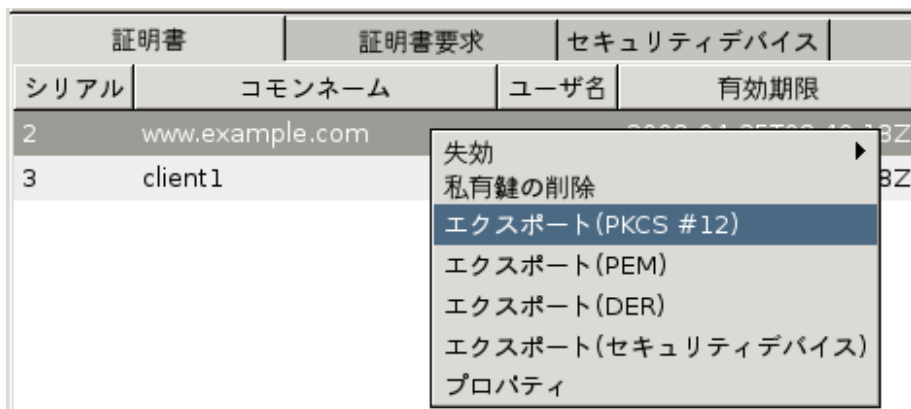 証明書 証明書要求 セキュリティデバイス
シリアル コモンネーム ユーザ名 有効期限
2 www.example.com
3 client1 8Z
失効
私有鍵の削除
エクスポート(PKCS #12)
エクスポート(PEM)
エクスポート(DER)
エクスポート(セキュリティデバイス)
プロパティ